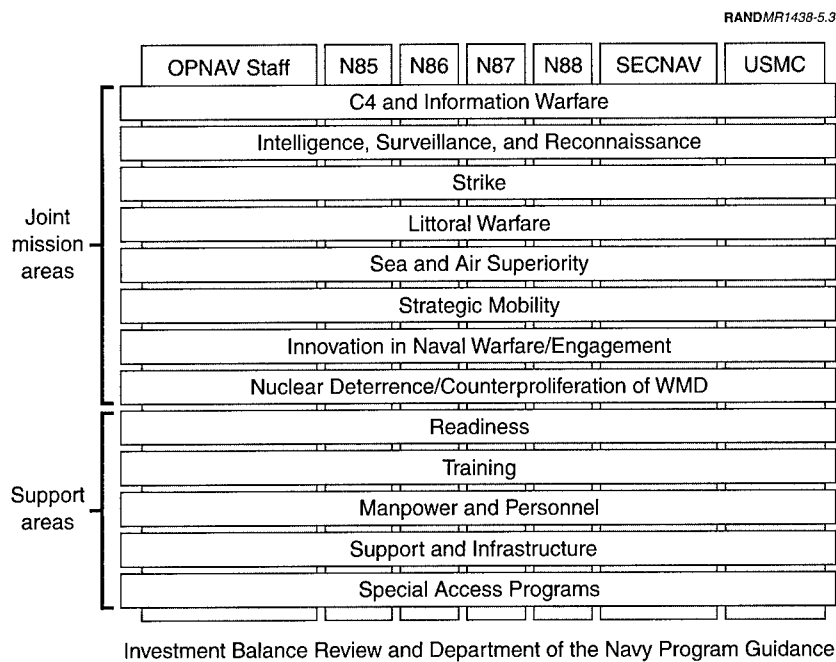 RANDMR1438-5.3
OPNAV Staff N85 N86 N87 N88 SECNAV USMC
C4 and Information Warfare
Intelligence, Surveillance, and Reconnaissance
Strike
Littoral Warfare
Sea and Air Superiority
Strategic Mobility
Innovation in Naval Warfare/Engagement
Nuclear Deterrence/Counterproliferation of WMD
Joint
mission
areas
Readiness
Training
Manpower and Personnel
Support and Infrastructure
Special Access Programs
Support
areas
Investment Balance Review and Department of the Navy Program Guidance